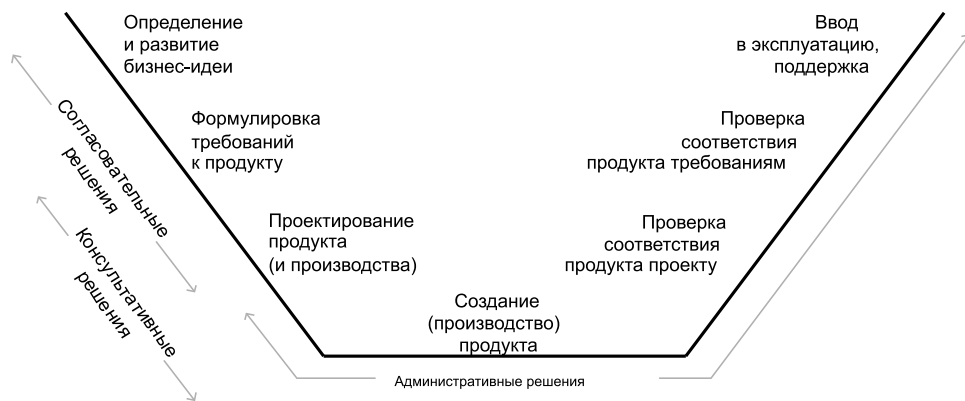 Определение
и развитие
бизнес-идеи
Формулировка
требований
к продукту
Проектирование
продукта
(и производства)
Создание
(производство)
продукта
Проверка
соответствия
продукта проекту
Проверка
соответствия
продукта требованиям
Ввод
в эксплуатацию,
поддержка
Согласовательные
решения
Консультативные
решения
Административные решения